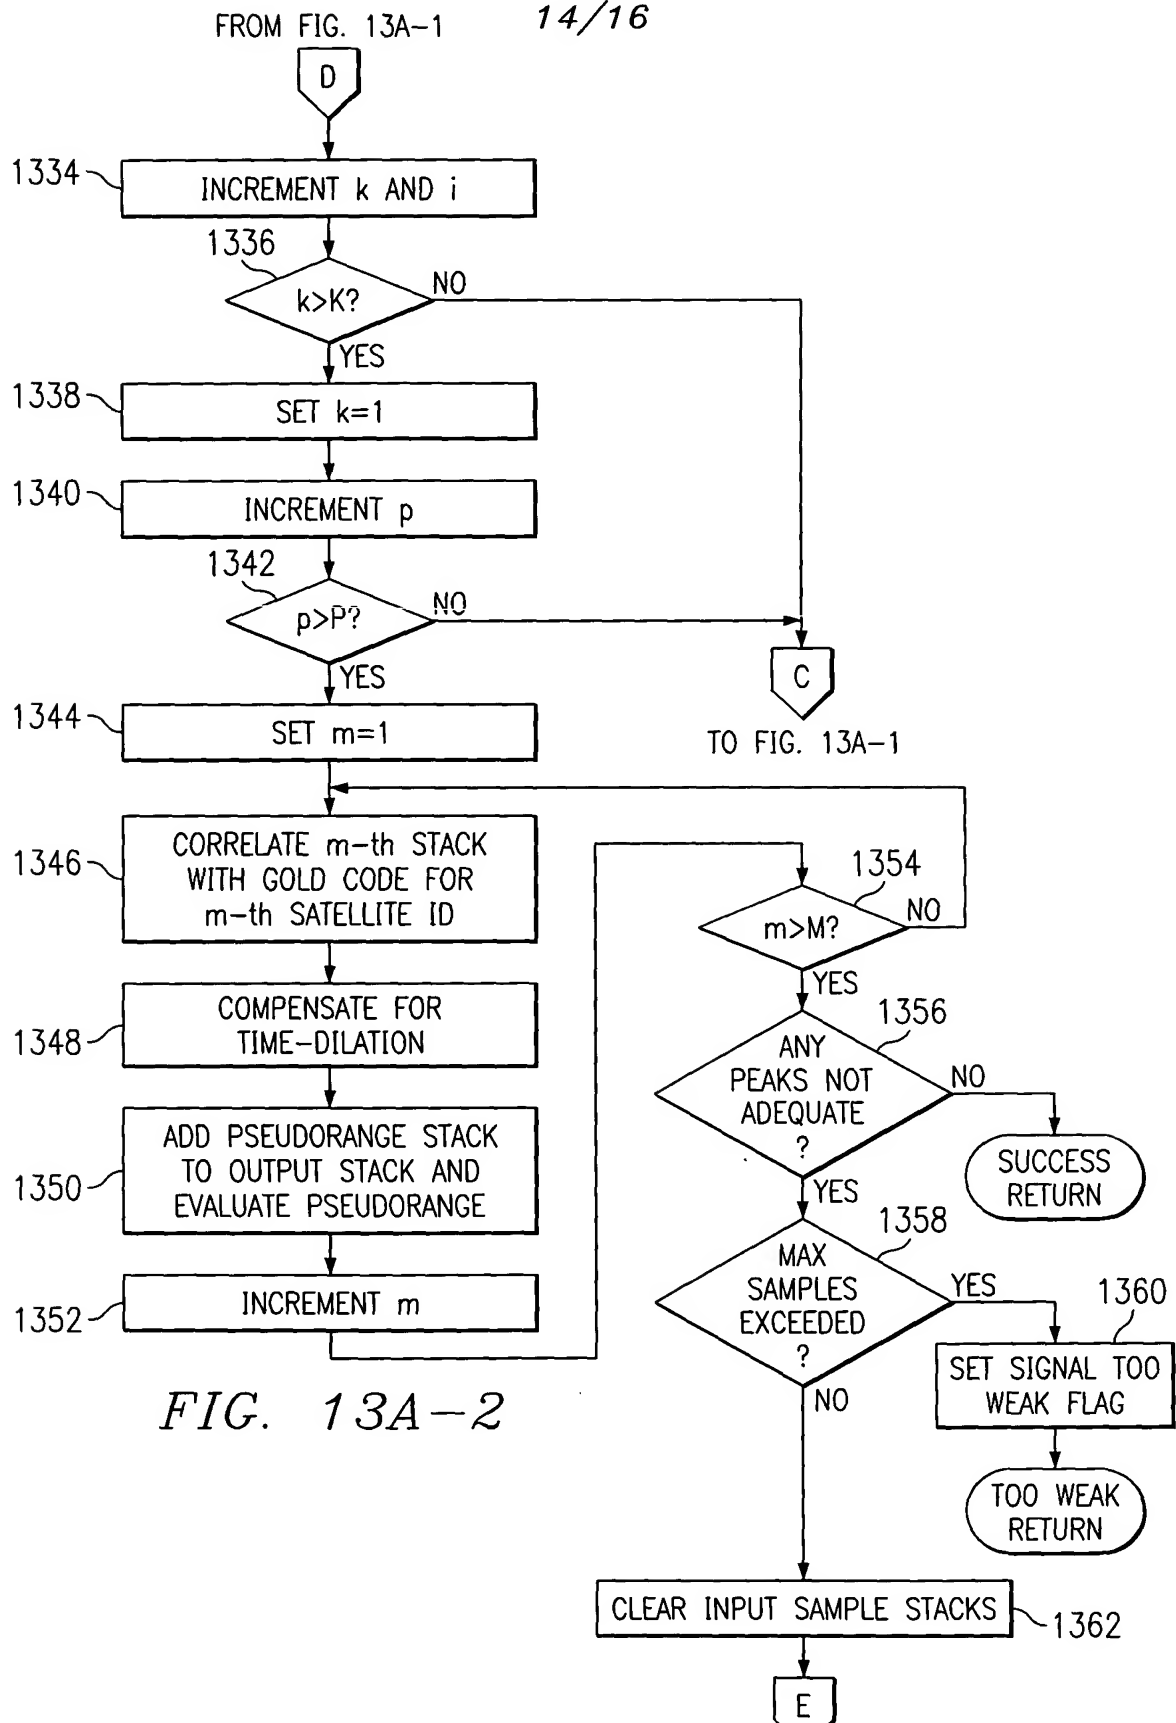 FROM FIG. 13A-1
14/16
D
1334
INCREMENT k AND i
1336
k>K?
NO
YES
1338
SET k=1
1340
INCREMENT p
1342
p>P?
NO
YES
C
TO FIG. 13A-1
1344
SET m=1
1346
CORRELATE m-th STACK
WITH GOLD CODE FOR
m-th SATELLITE ID
1348
COMPENSATE FOR
TIME-DILATION
1350
ADD PSEUDORANGE STACK
TO OUTPUT STACK AND
EVALUATE PSEUDORANGE
1352
INCREMENT m
1354
m>M?
NO
YES
1356
ANY
PEAKS NOT
ADEQUATE
?
NO
SUCCESS
RETURN
YES
1358
MAX
SAMPLES
EXCEEDED
?
YES
1360
SET SIGNAL TOO
WEAK FLAG
TOO WEAK
RETURN
NO
CLEAR INPUT SAMPLE STACKS
1362
E
FIG. 13A-2